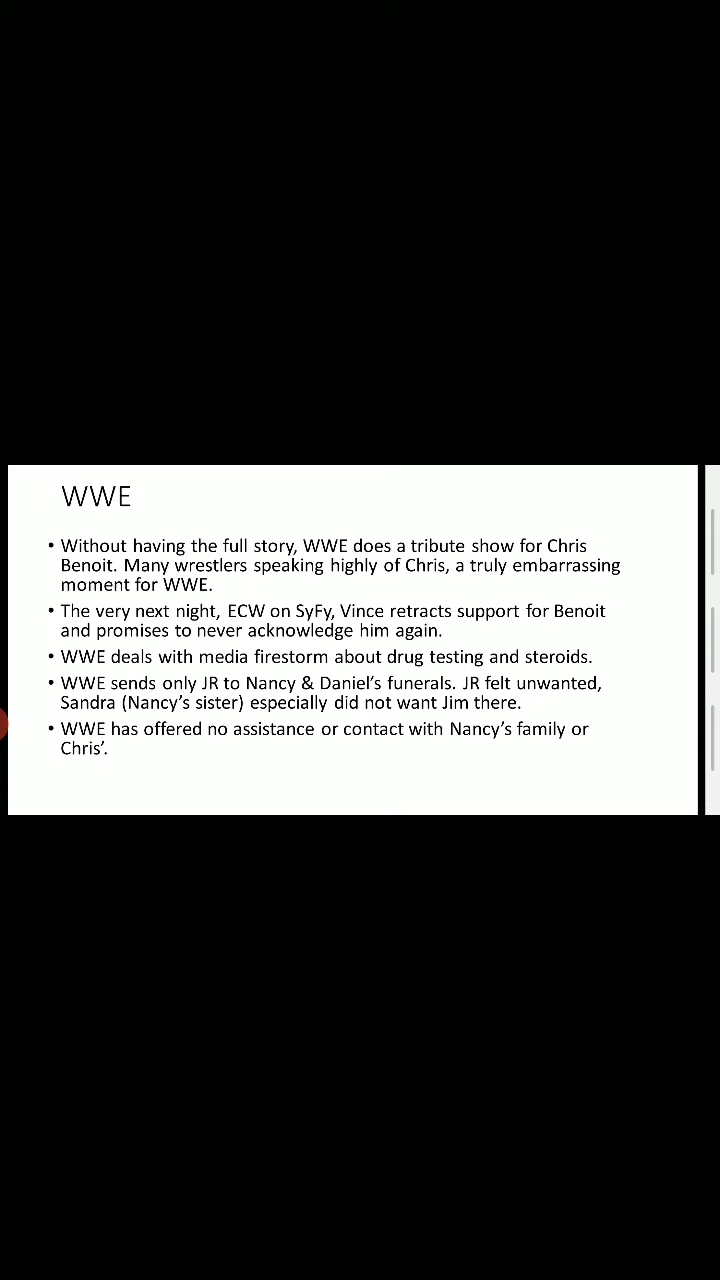 WWE
• Without having the full story, WWE does a tribute show for Chris
Benoit. Many wrestlers speaking highly of Chris, a truly embarrassing
moment for WWE.
• The very next night, ECW on SyFy, Vince retracts support for Benoit
and promises to never acknowledge him again.
• WWE deals with media firestorm about drug testing and steroids.
• WWE sends only JR to Nancy & Daniel’s funerals. JR felt unwanted,
Sandra (Nancy’s sister) especially did not want Jim there.
• WWE has offered no assistance or contact with Nancy’s family or
Chris’.